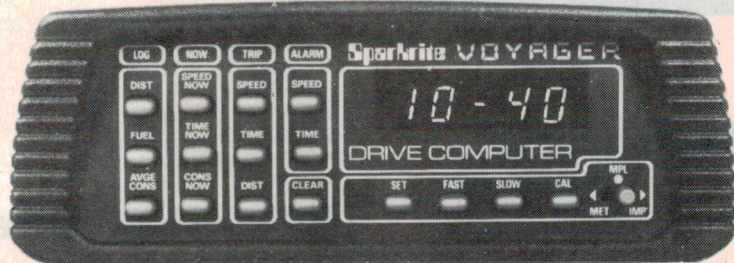 LOG NOW TRIP ALARM Sparkrite VOYAGER
DIST SPEED NOW SPEED SPEED
10-40
FUEL TIME NOW TIME TIME
DRIVE COMPUTER
AVGE CONS CONS NOW DIST CLEAR
SET FAST SLOW CAL MPL
MET IMP